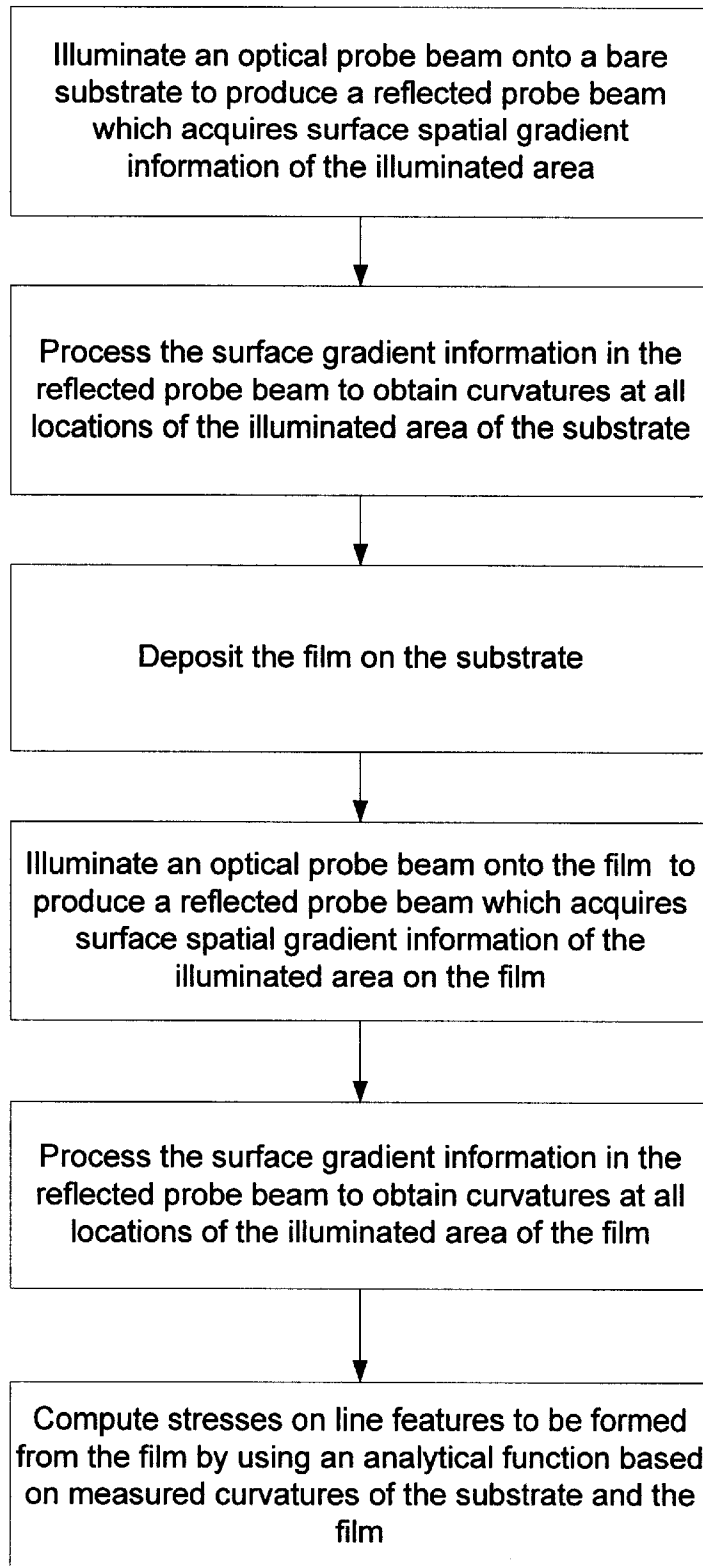 Illuminate an optical probe beam onto a bare
substrate to produce a reflected probe beam
which acquires surface spatial gradient
information of the illuminated area
Process the surface gradient information in the
reflected probe beam to obtain curvatures at all
locations of the illuminated area of the substrate
Deposit the film on the substrate
Illuminate an optical probe beam onto the film to
produce a reflected probe beam which acquires
surface spatial gradient information of the
illuminated area on the film
Process the surface gradient information in the
reflected probe beam to obtain curvatures at all
locations of the illuminated area of the film
Compute stresses on line features to be formed
from the film by using an analytical function based
on measured curvatures of the substrate and the
film